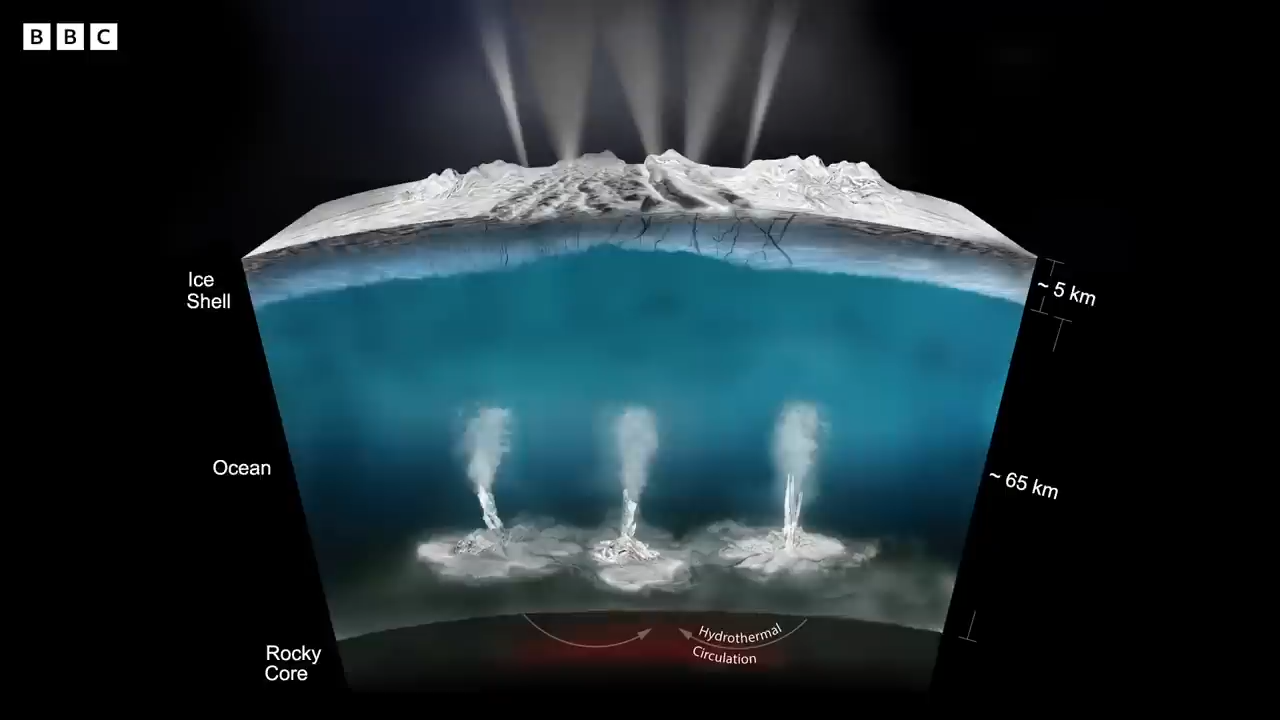 BBC
Ice
Shell
~ 5 km
Ocean
~ 65 km
Hydrothermal
Circulation
Rocky
Core